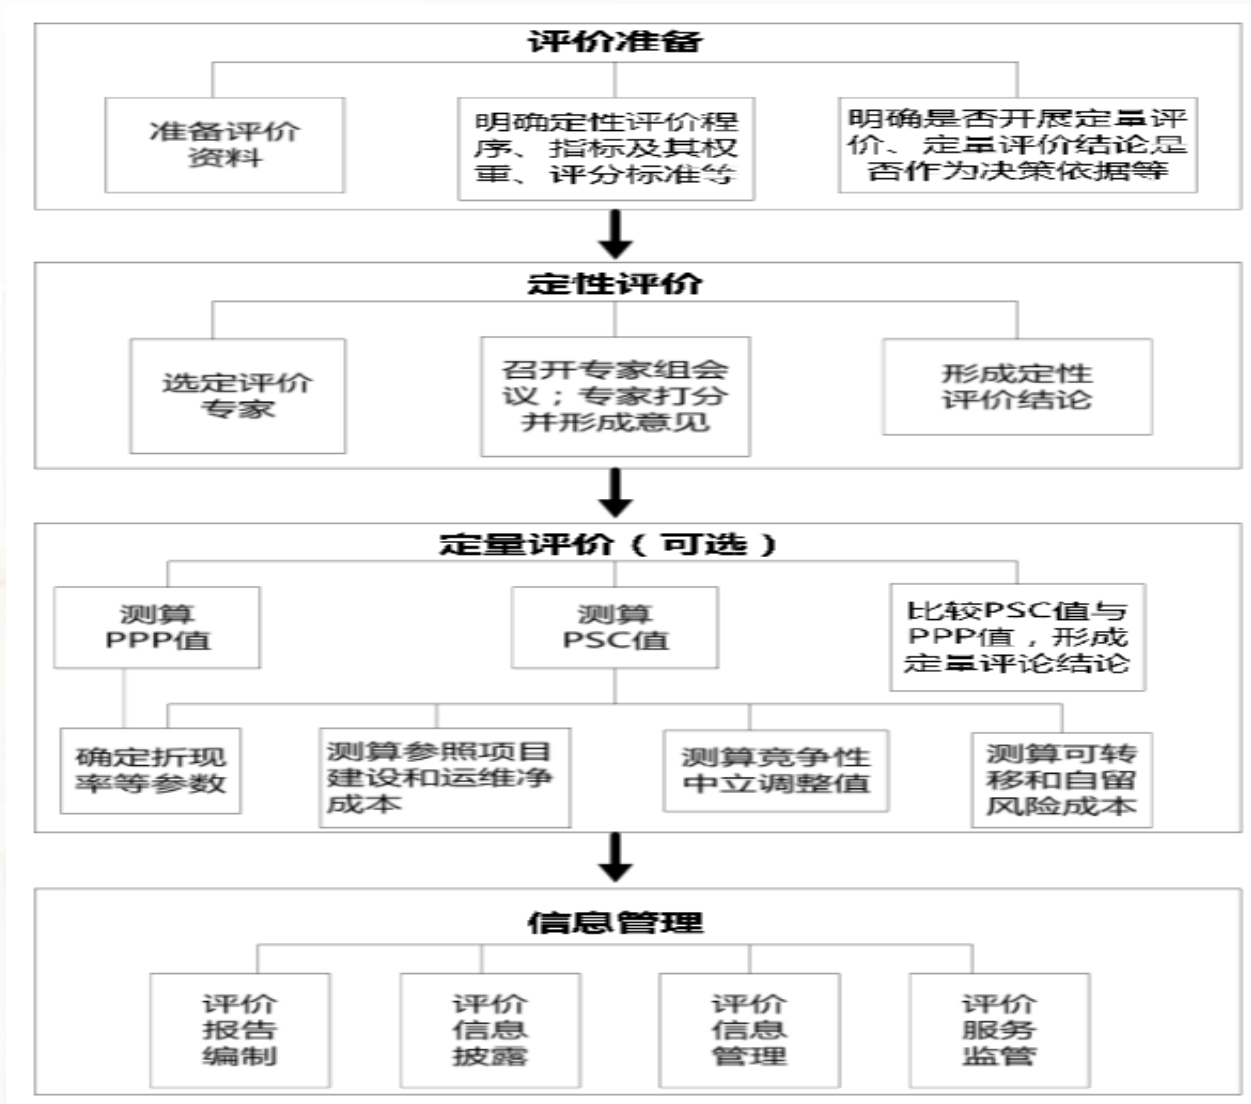 评价准备
准备评价
资料
明确定性评价程
序、指标及其权
重、评分标准等
明确是否开展定量评
价、定量评价结论是
否作为决策依据等
定性评价
选定评价
专家
召开专家组会
议；专家打分
并形成意见
形成定性
评价结论
定量评价（可选）
测算
PPP值
测算
PSC值
比较PSC值与
PPP值，形成
定量评论结论
确定折现
率等参数
测算参照项目
建设和运维净
成本
测算竞争性
中立调整值
测算可转
移和自留
风险成本
信息管理
评价
报告
编制
评价
信息
披露
评价
信息
管理
评价
服务
监管